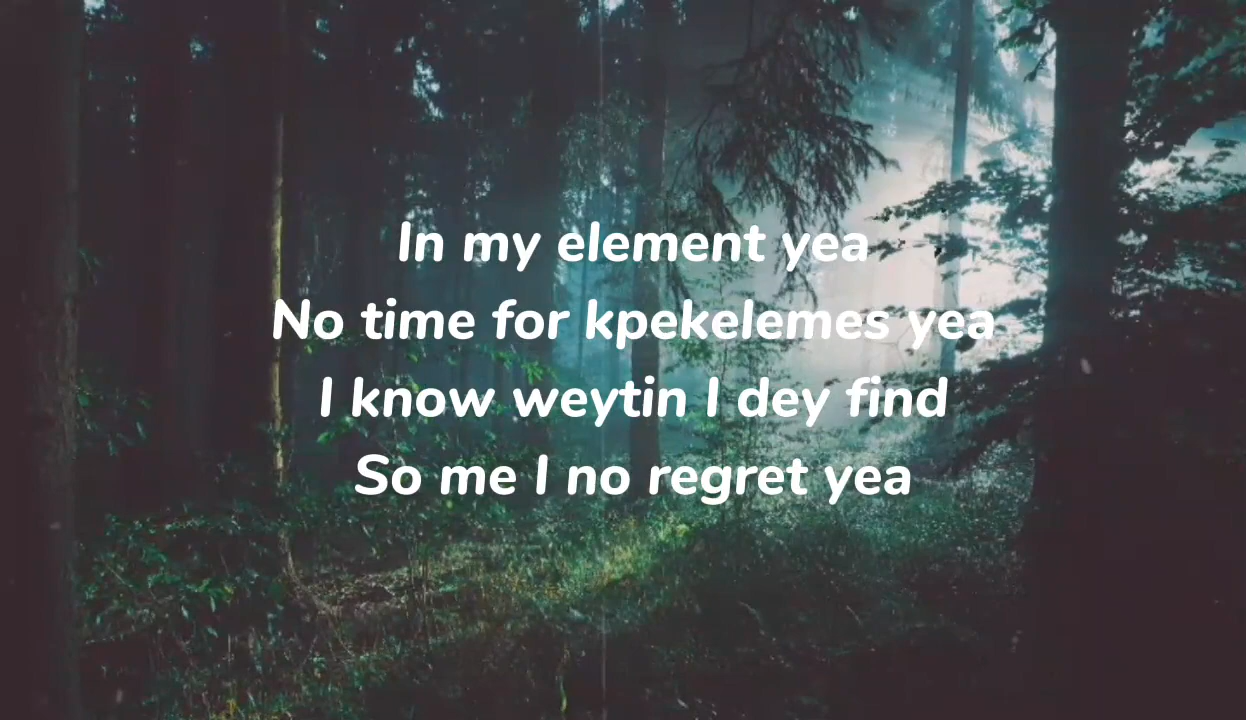 In my element yea
No time for kpekelemes yea
I know weytin I dey find
So me I no regret yea